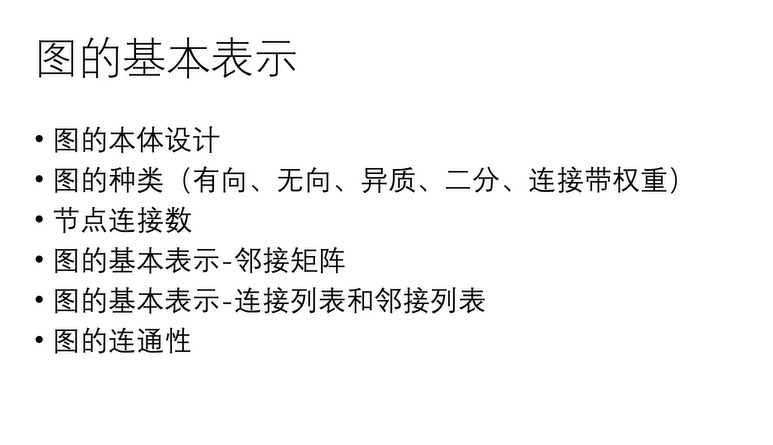 图的基本表示
• 图的本体设计
• 图的种类（有向、无向、异质、二分、连接带权重）
• 节点连接数
• 图的基本表示-邻接矩阵
• 图的基本表示-连接列表和邻接列表
• 图的连通性